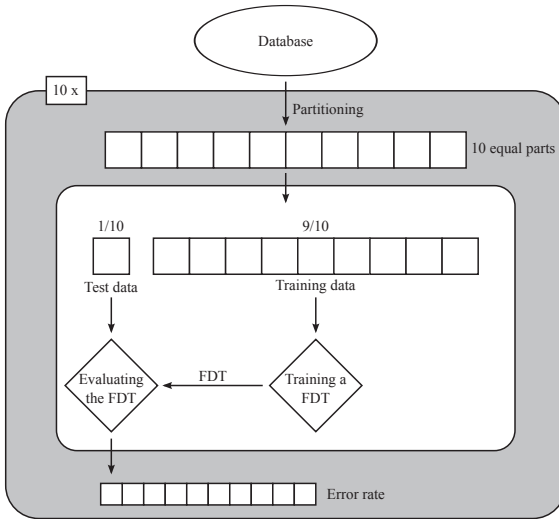 Database
10 x
Partitioning
10 equal parts
1/10
9/10
Test data
Training data
Evaluating
the FDT
FDT
Training a
FDT
Error rate